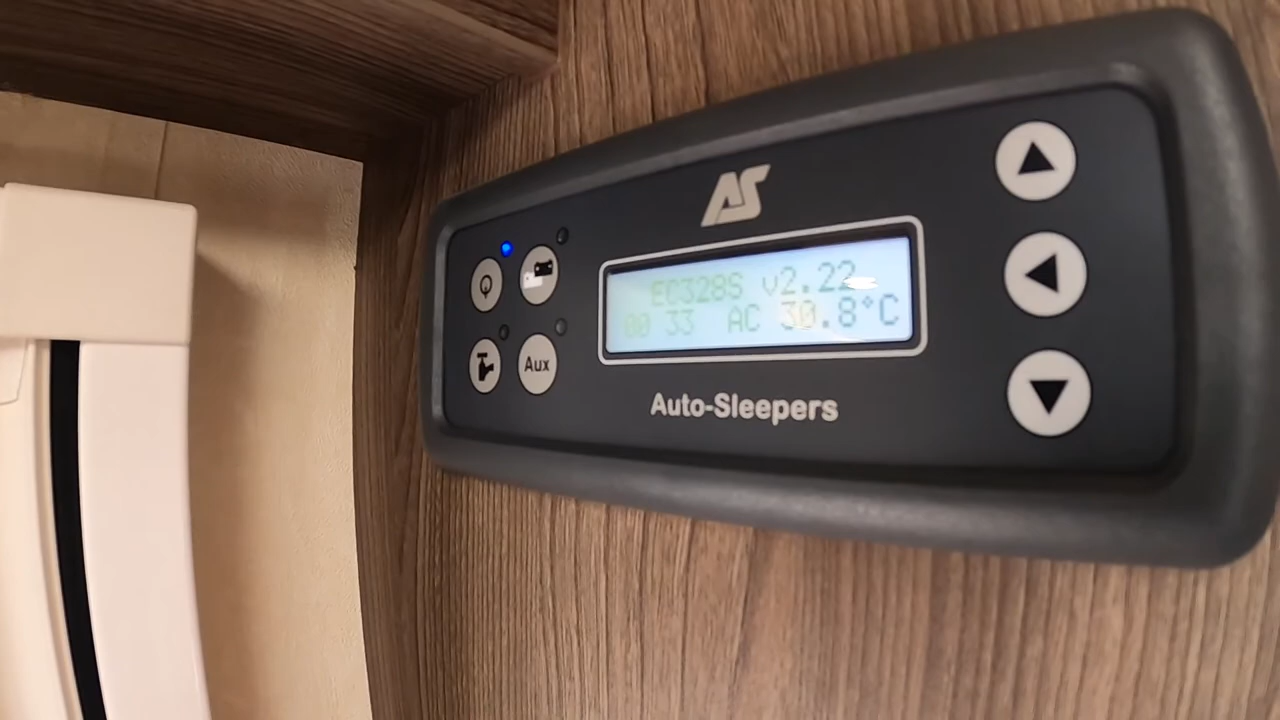 AS
EC328S v2.22
00 33 AC 30.8°C
Aux
Auto-Sleepers